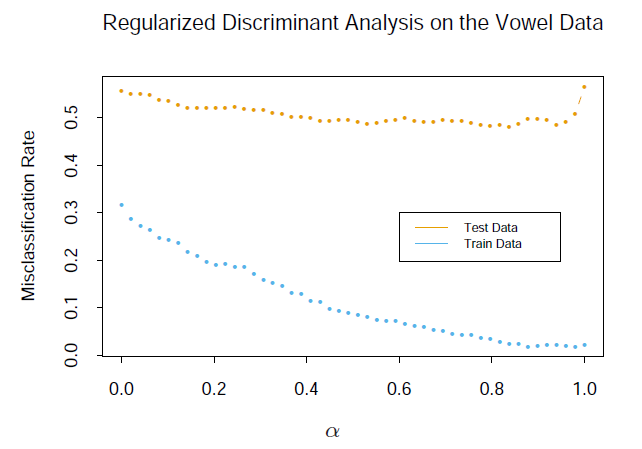 Regularized Discriminant Analysis on the Vowel Data
Misclassification Rate
0.5
0.4
0.3
0.2
0.1
0.0
Test Data
Train Data
0.0 0.2 0.4 0.6 0.8 1.0
α